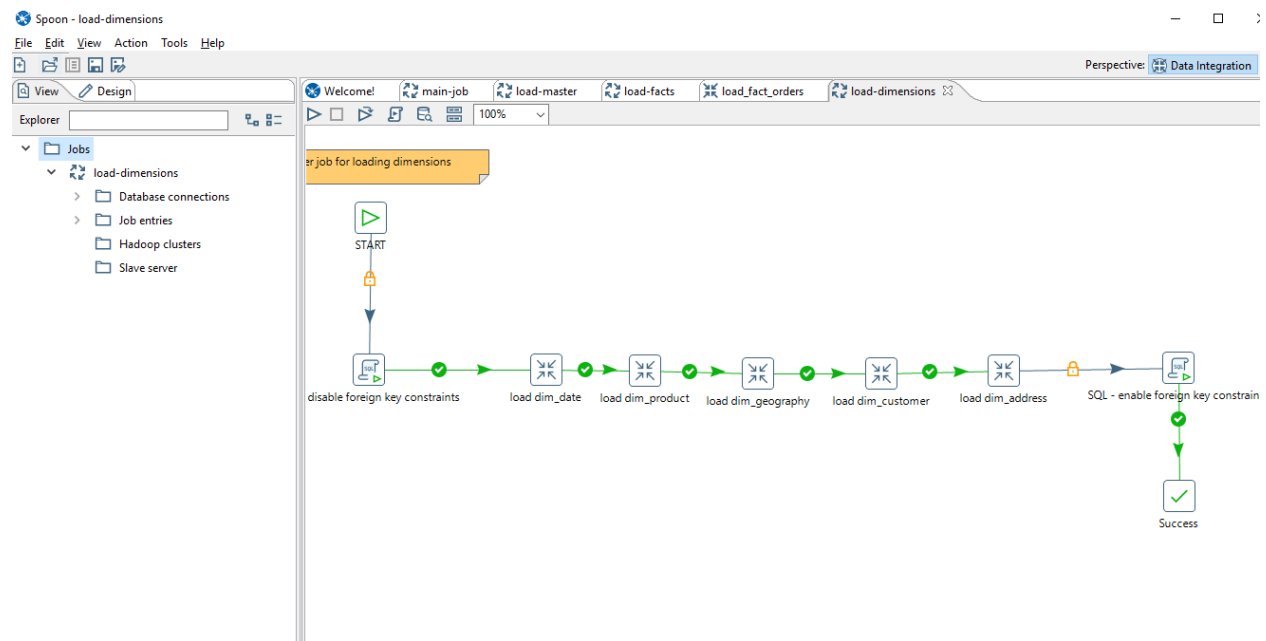 Spoon - load-dimensions
File Edit View Action Tools Help
Perspective: Data Integration
View Design
Welcome! main-job load-master load-facts load_fact_orders load-dimensions
Explorer
100%
Jobs
load-dimensions
Database connections
Job entries
Hadoop clusters
Slave server
er job for loading dimensions
START
SQL
SQL
disable foreign key constraints
load dim_date
load dim_product
load dim_geography
load dim_customer
load dim_address
SQL - enable foreign key constrain
Success